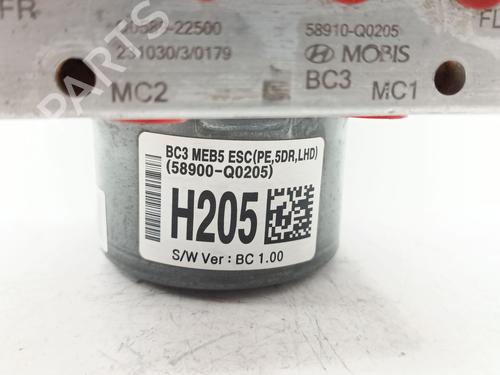 FR
22500
58910-Q0205
FL
231030/3/0179
MOBIS
MC2
BC3
MC1
BC3 MEB5 ESC(PE,5DR,LHD)
(58900-Q0205)
H205
S/W Ver : BC 1.00